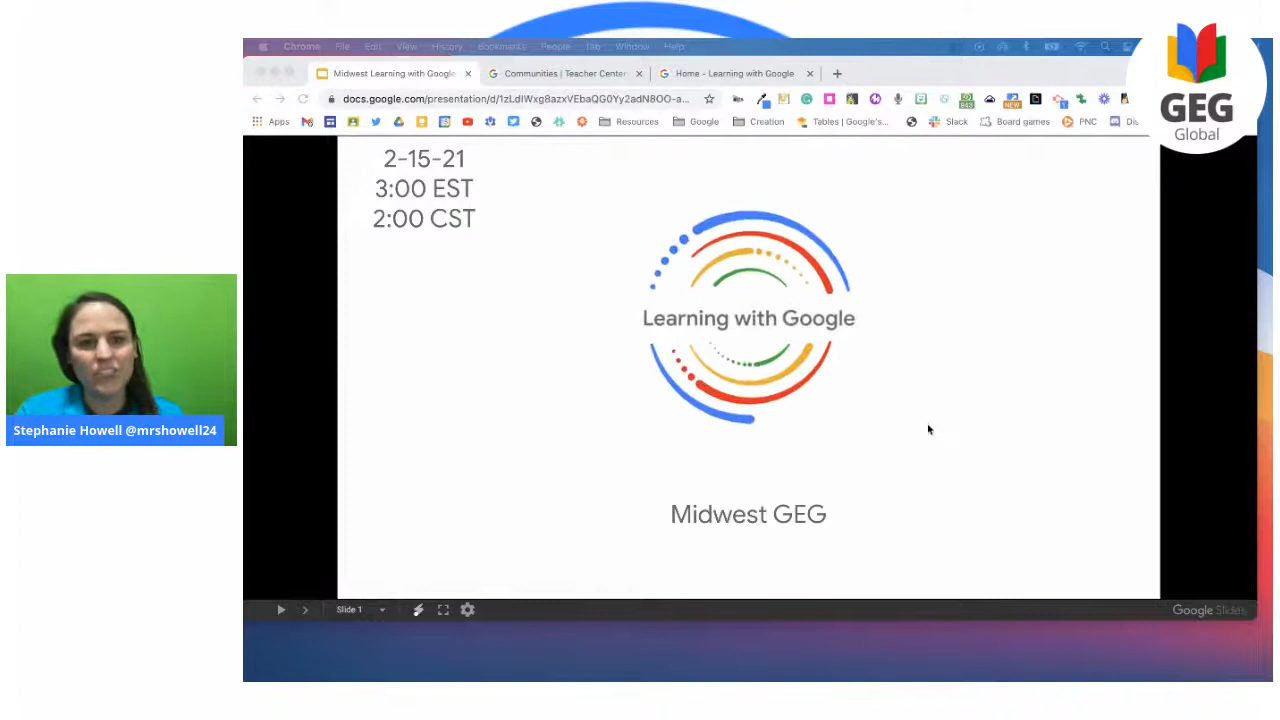 Chrome File Edit View History Bookmarks People Tab Window Help
Midwest Learning with Google
Communities | Teacher Center
Home - Learning with Google
docs.google.com/presentation/d/1zLdIWxg8azxVEbaQG0Yy2adN8OO-a...
Apps
Resources
Google
Creation
Tables | Google's...
Slack
Board games
PNC
Dis
843
NEW
GEG
Global
2-15-21
3:00 EST
2:00 CST
Learning with Google
Stephanie Howell @mrshowell24
Midwest GEG
Slide 1
Google Slides